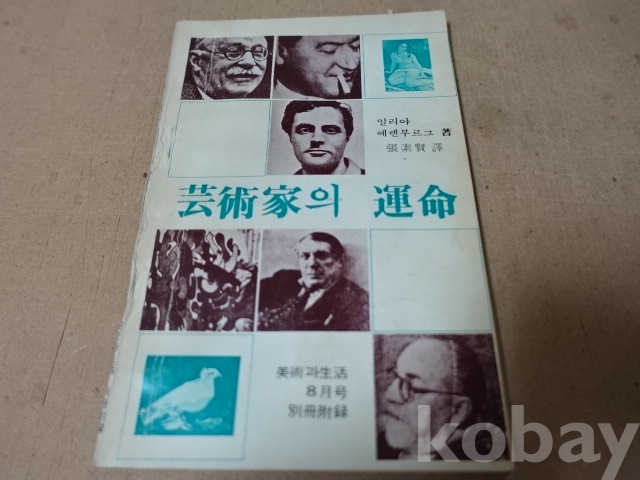 일리야
에렌부르그 著
張素賢 譯
芸術家의 運命
美術과生活
8月号
別冊附録
kobay